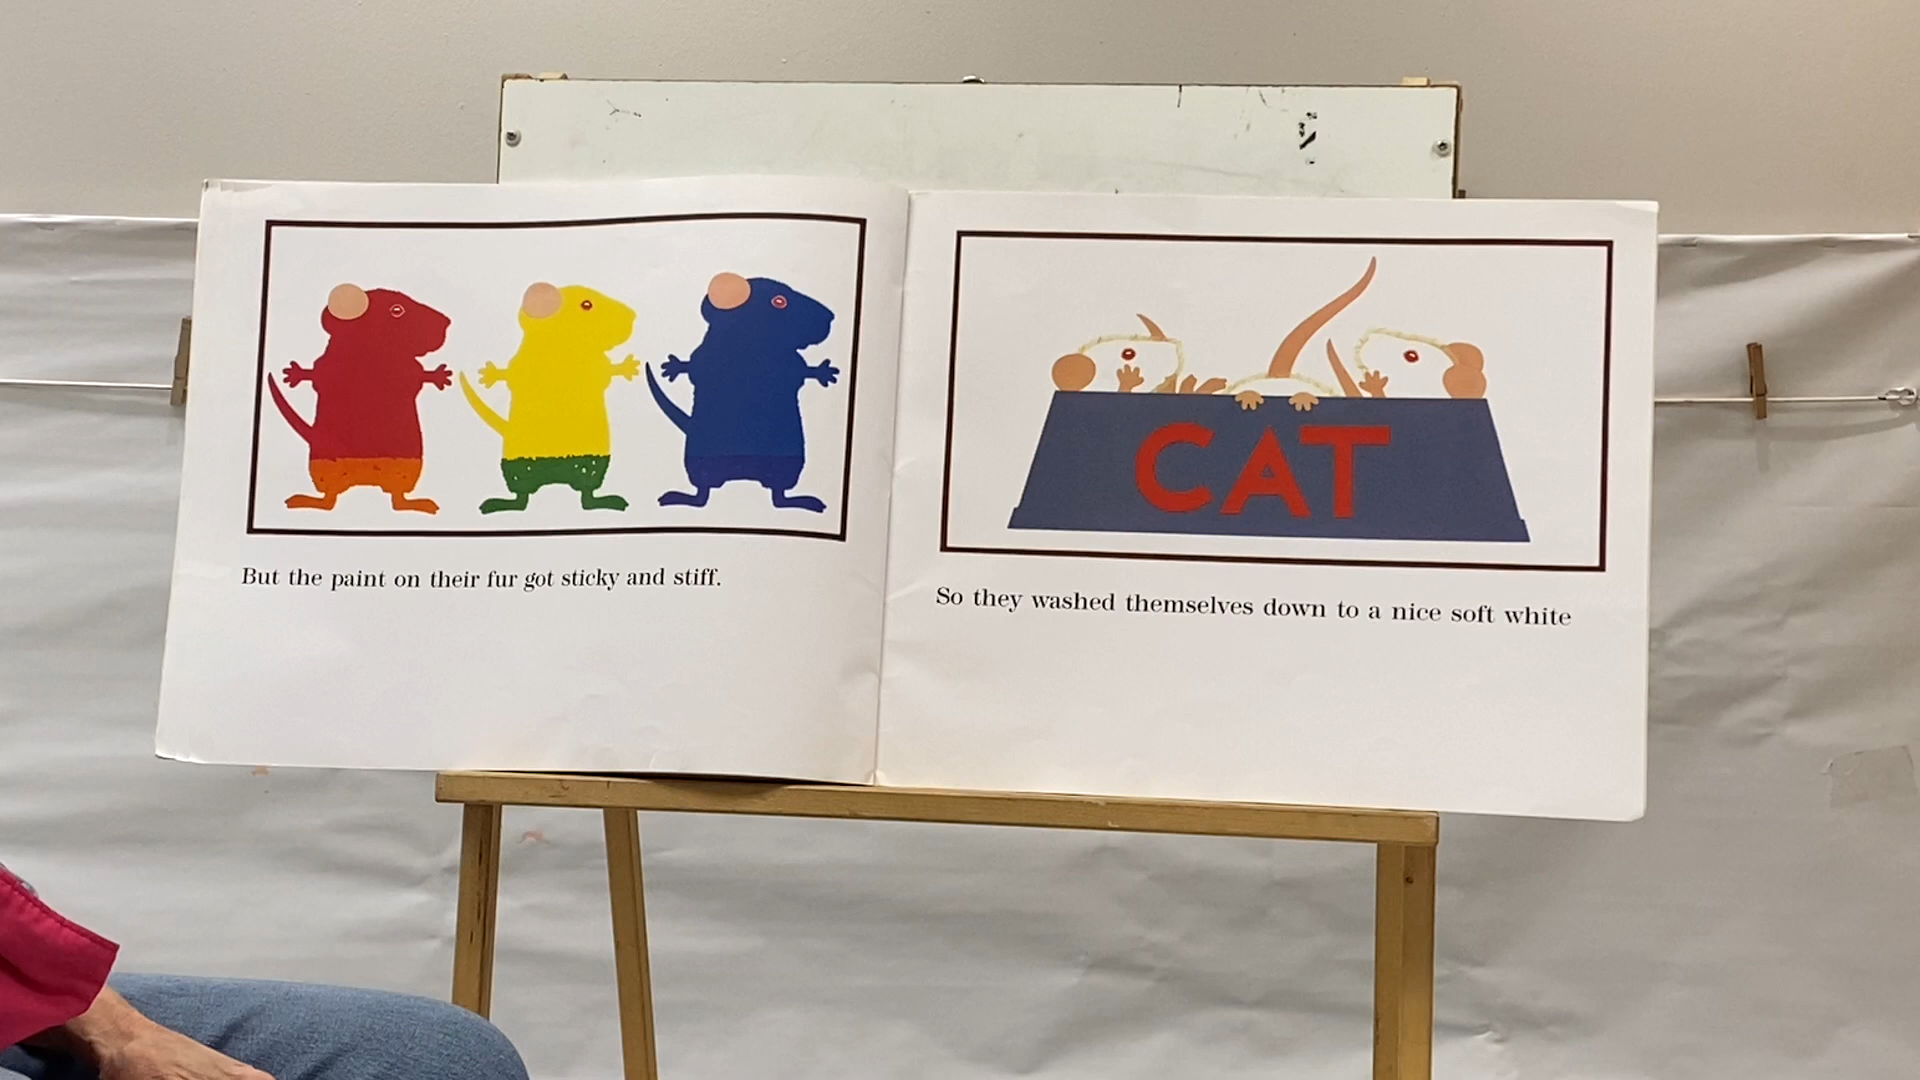 But the paint on their fur got sticky and stiff.
CAT
So they washed themselves down to a nice soft white